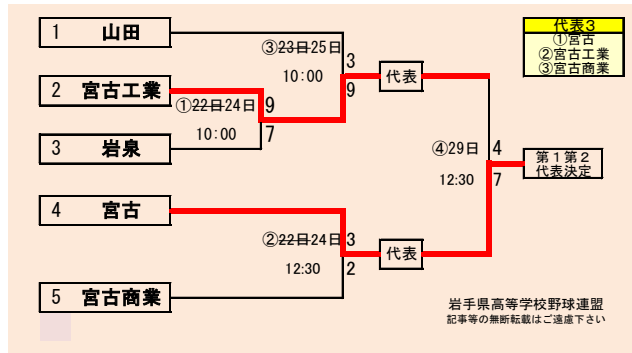 1 山田
2 宮古工業
3 岩泉
4 宮古
5 宮古商業
①22日24日
10:00
9
7
②22日24日
12:30
3
2
③23日25日
10:00
3
9
代表
代表
④29日
12:30
4
7
第1第2
代表決定
代表3
①宮古
②宮古工業
③宮古商業
岩手県高等学校野球連盟
記事等の無断転載はご遠慮下さい